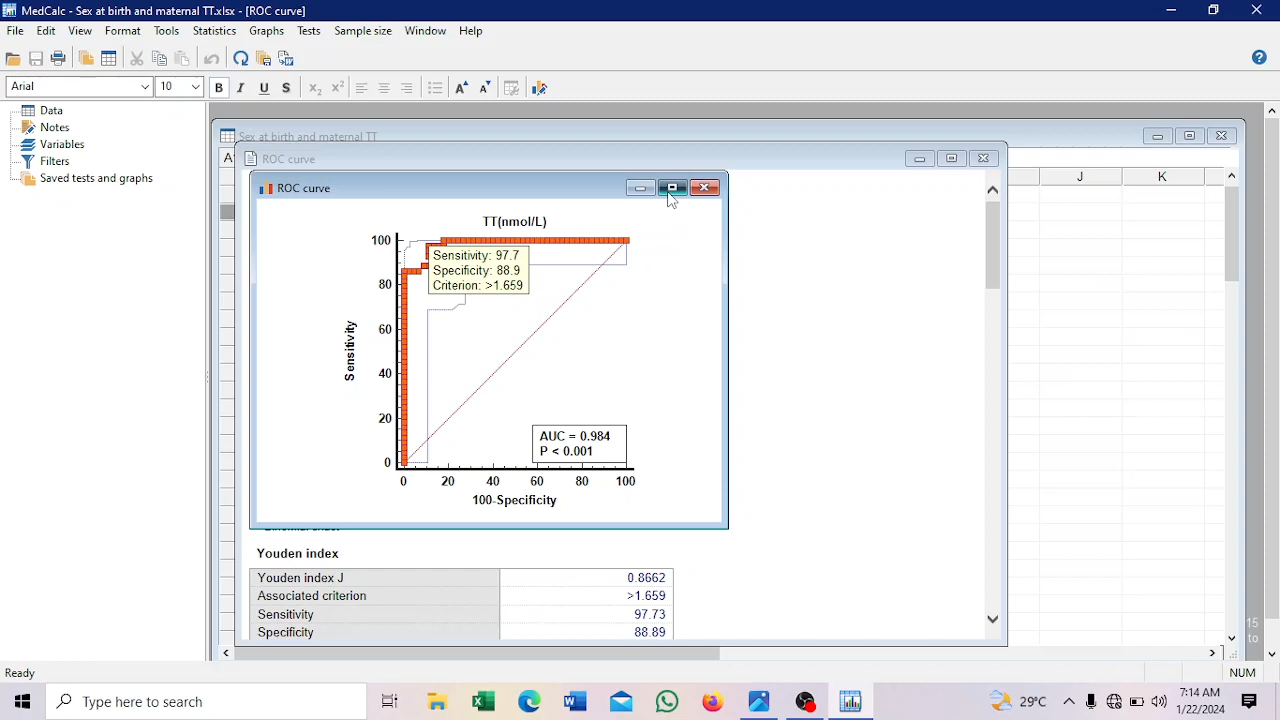 MedCalc - Sex at birth and maternal TT.xlsx - [ROC curve]
File Edit View Format Tools Statistics Graphs Tests Sample size Window Help
Arial 10 B I U S
Data
Notes
Variables
Filters
Saved tests and graphs
Sex at birth and maternal TT
ROC curve
J K
ROC curve
TT(nmol/L)
Sensitivity: 97.7
Specificity: 88.9
Criterion: >1.659
100
80
60
40
20
0
Sensitivity
AUC = 0.984
P < 0.001
0 20 40 60 80 100
100-Specificity
Youden index
Youden index J 0.8662
Associated criterion >1.659
Sensitivity 97.73
Specificity 88.89
15
to
Ready NUM
Type here to search
29°C
7:14 AM
1/22/2024